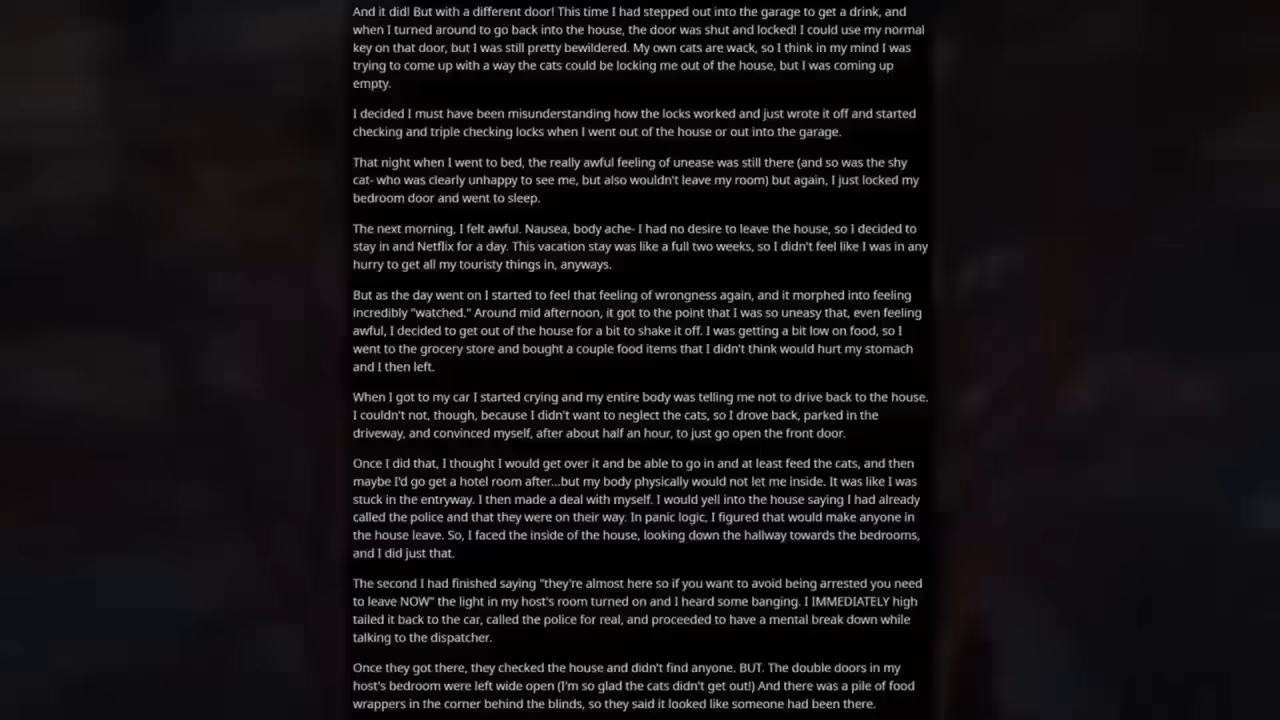 And it did! But with a different door! This time I had stepped out into the garage to get a drink, and
when I turned around to go back into the house, the door was shut and locked! I could use my normal
key on that door, but I was still pretty bewildered. My own cats are wack, so I think in my mind I was
trying to come up with a way the cats could be locking me out of the house, but I was coming up
empty.
I decided I must have been misunderstanding how the locks worked and just wrote it off and started
checking and triple checking locks when I went out of the house or out into the garage.
That night when I went to bed, the really awful feeling of unease was still there (and so was the shy
cat- who was clearly unhappy to see me, but also wouldn't leave my room) but again, I just locked my
bedroom door and went to sleep.
The next morning, I felt awful. Nausea, body ache- I had no desire to leave the house, so I decided to
stay in and Netflix for a day. This vacation stay was like a full two weeks, so I didn't feel like I was in any
hurry to get all my touristy things in, anyways.
But as the day went on I started to feel that feeling of wrongness again, and it morphed into feeling
incredibly "watched." Around mid afternoon, it got to the point that I was so uneasy that, even feeling
awful, I decided to get out of the house for a bit to shake it off. I was getting a bit low on food, so I
went to the grocery store and bought a couple food items that I didn't think would hurt my stomach
and I then left.
When I got to my car I started crying and my entire body was telling me not to drive back to the house.
I couldn't not, though, because I didn't want to neglect the cats, so I drove back, parked in the
driveway, and convinced myself, after about half an hour, to just go open the front door.
Once I did that, I thought I would get over it and be able to go in and at least feed the cats, and then
maybe I'd go get a hotel room after...but my body physically would not let me inside. It was like I was
stuck in the entryway. I then made a deal with myself. I would yell into the house saying I had already
called the police and that they were on their way. In panic logic, I figured that would make anyone in
the house leave. So, I faced the inside of the house, looking down the hallway towards the bedrooms,
and I did just that.
The second I had finished saying "they're almost here so if you want to avoid being arrested you need
to leave NOW" the light in my host's room turned on and I heard some banging. I IMMEDIATELY high
tailed it back to the car, called the police for real, and proceeded to have a mental break down while
talking to the dispatcher.
Once they got there, they checked the house and didn't find anyone. BUT. The double doors in my
host's bedroom were left wide open (I'm so glad the cats didn't get out!) And there was a pile of food
wrappers in the corner behind the blinds, so they said it looked like someone had been there.